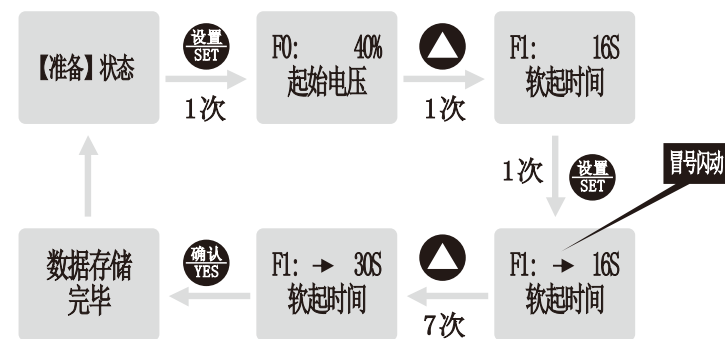 【准备】状态
设置
SET
1次
F0: 40%
起始电压
1次
F1: 16S
软起时间
1次
设置
SET
冒号闪动
F1: → 16S
软起时间
7次
F1: → 30S
软起时间
确认
YES
数据存储
完毕